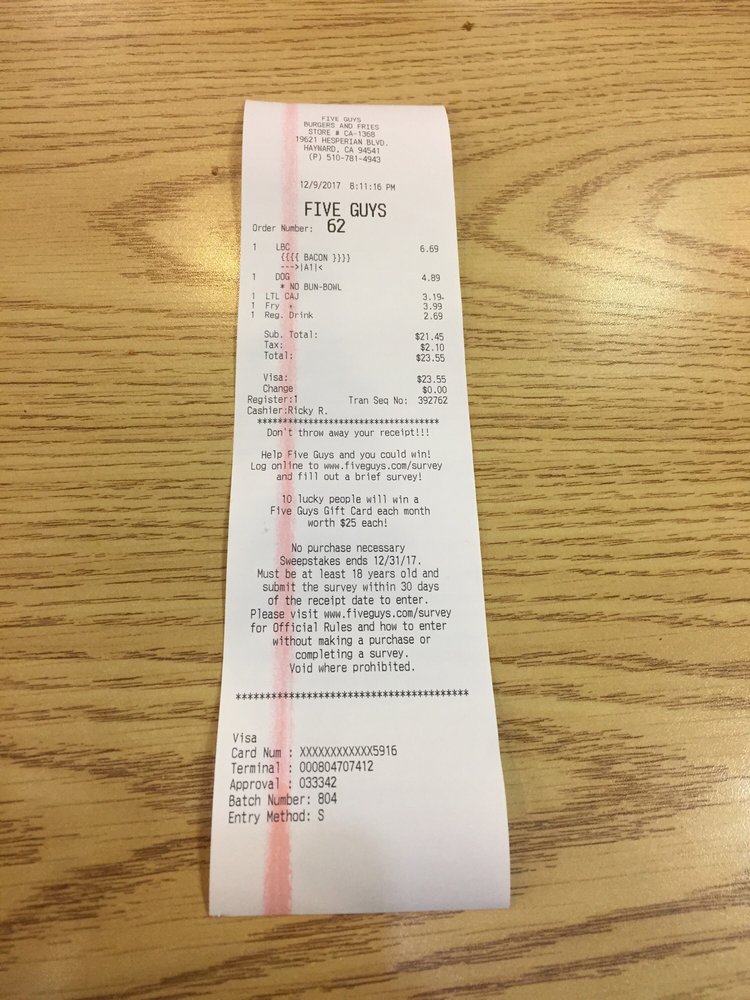 FIVE GUYS
BURGERS AND FRIES
STORE # CA-1368
19621 HESPERIAN BLVD.
HAYWARD, CA 94541
(P) 510-781-4943
12/9/2017 8:11:16 PM
FIVE GUYS
Order Number: 62
1 LBC 6.69
{{{{ BACON }}}}
--->|A1|<
1 DOG 4.89
* NO BUN-BOWL
1 LTL CAJ 3.19
1 Fry 3.99
1 Reg. Drink 2.69
Sub. Total: $21.45
Tax: $2.10
Total: $23.55
Visa: $23.55
Change $0.00
Register:1 Tran Seq No: 392762
Cashier:Ricky R.
****************************************
Don't throw away your receipt!!!
Help Five Guys and you could win!
Log online to www.fiveguys.com/survey
and fill out a brief survey!
10 lucky people will win a
Five Guys Gift Card each month
worth $25 each!
No purchase necessary
Sweepstakes ends 12/31/17.
Must be at least 18 years old and
submit the survey within 30 days
of the receipt date to enter.
Please visit www.fiveguys.com/survey
for Official Rules and how to enter
without making a purchase or
completing a survey.
Void where prohibited.
****************************************
Visa
Card Num : XXXXXXXXXXXX5916
Terminal : 000804707412
Approval : 033342
Batch Number: 804
Entry Method: S